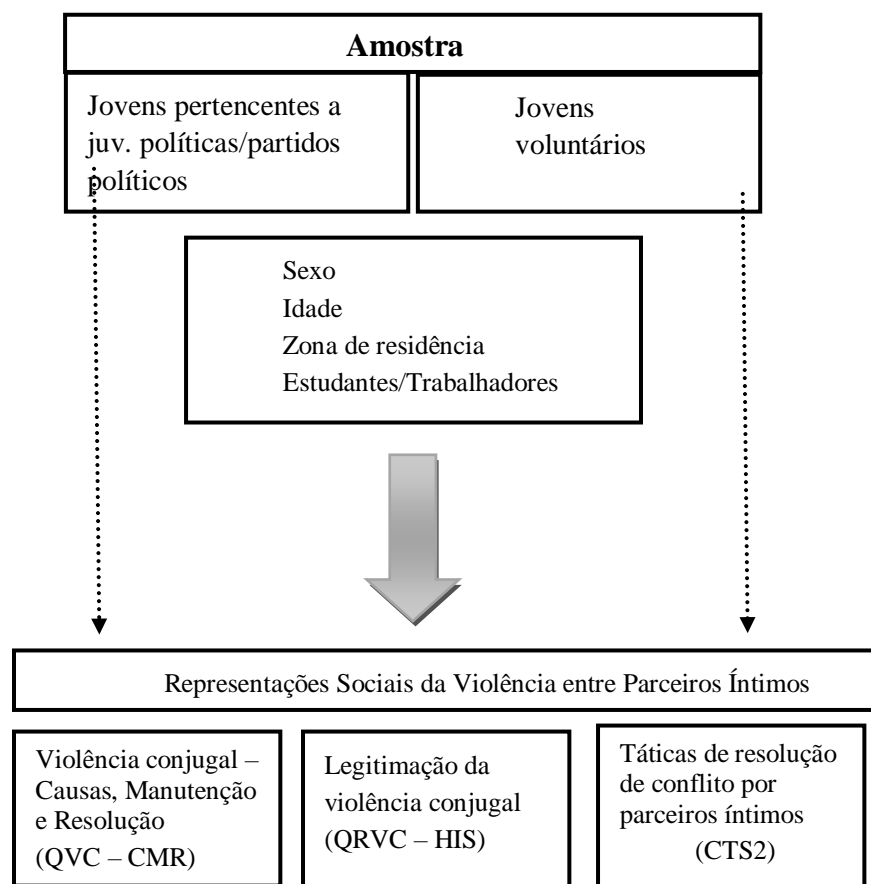 Amostra
Jovens pertencentes a
juv. políticas/partidos
políticos
Jovens
voluntários
Sexo
Idade
Zona de residência
Estudantes/Trabalhadores
Representações Sociais da Violência entre Parceiros Íntimos
Violência conjugal –
Causas, Manutenção
e Resolução
(QVC – CMR)
Legitimação da
violência conjugal
(QRVC – HIS)
Táticas de resolução
de conflito por
parceiros íntimos
(CTS2)